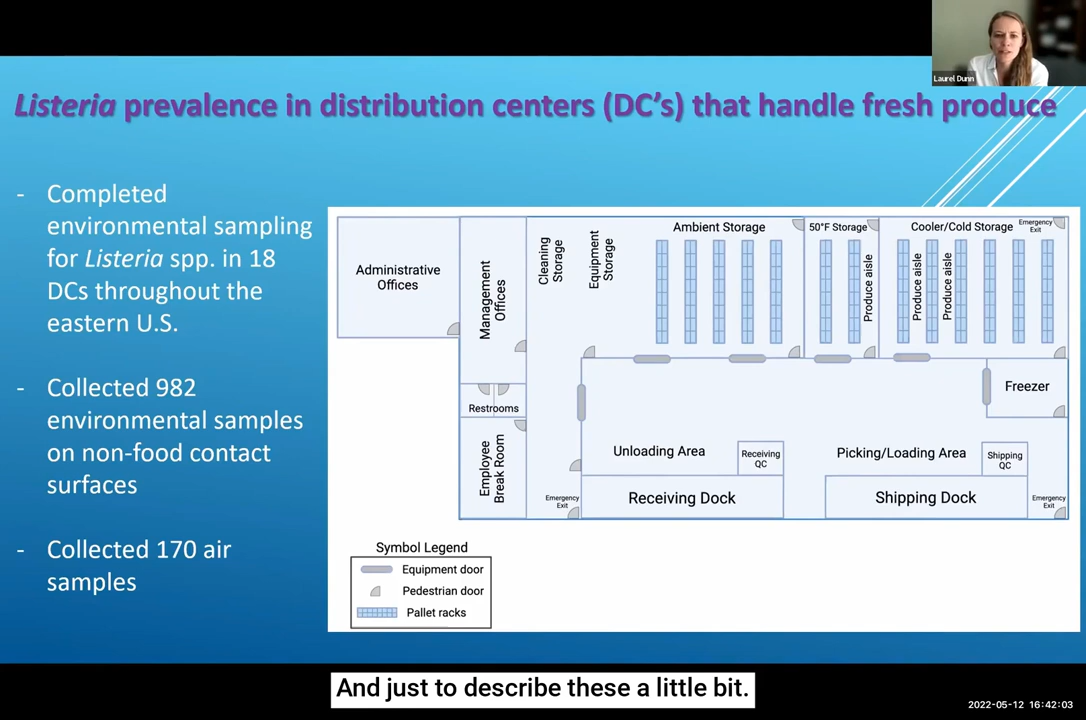 Laurel Dunn
Listeria prevalence in distribution centers (DC's) that handle fresh produce
- Completed
environmental sampling
for Listeria spp. in 18
DCs throughout the
eastern U.S.
- Collected 982
environmental samples
on non-food contact
surfaces
- Collected 170 air
samples
Administrative
Offices
Management
Offices
Restrooms
Employee
Break Room
Cleaning
Storage
Equipment
Storage
Ambient Storage
50°F Storage
Produce aisle
Cooler/Cold Storage
Emergency
Exit
Produce aisle
Produce aisle
Freezer
Unloading Area
Receiving
QC
Picking/Loading Area
Shipping
QC
Emergency
Exit
Receiving Dock
Shipping Dock
Emergency
Exit
Symbol Legend
Equipment door
Pedestrian door
Pallet racks
And just to describe these a little bit.
2022-05-12 16:42:03